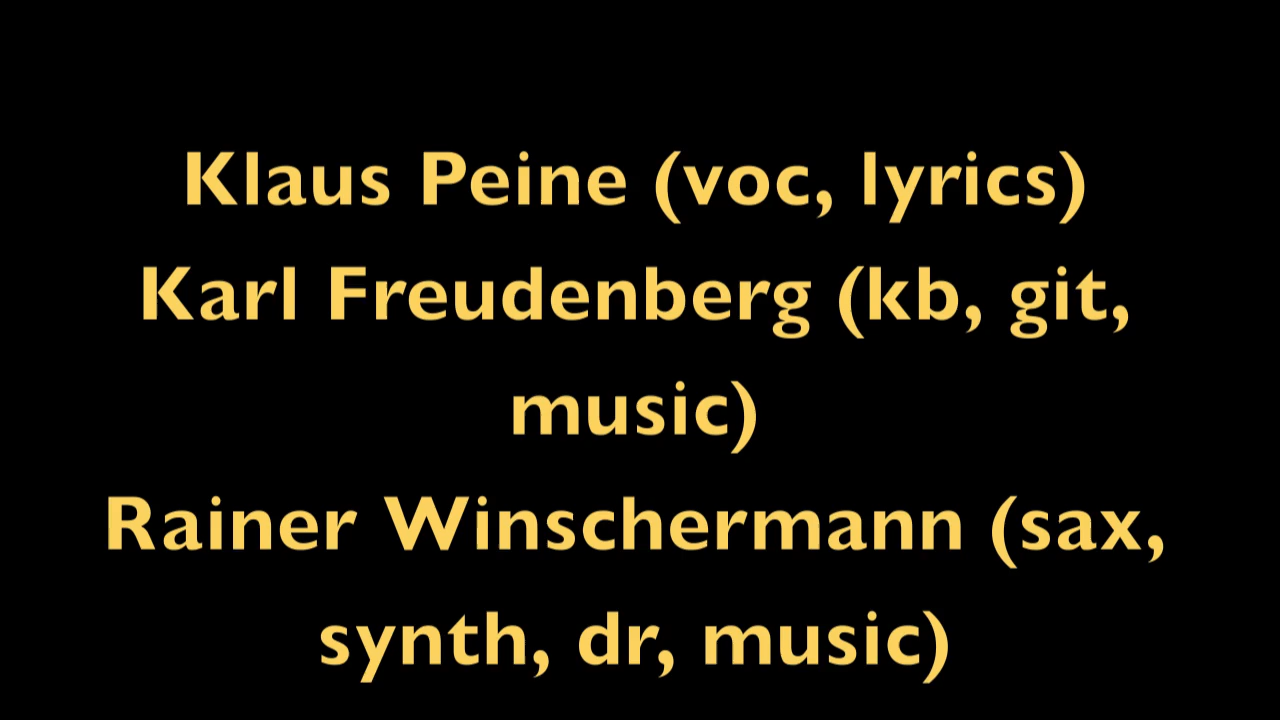 Klaus Peine (voc, lyrics)
Karl Freudenberg (kb, git,
music)
Rainer Winschermann (sax,
synth, dr, music)